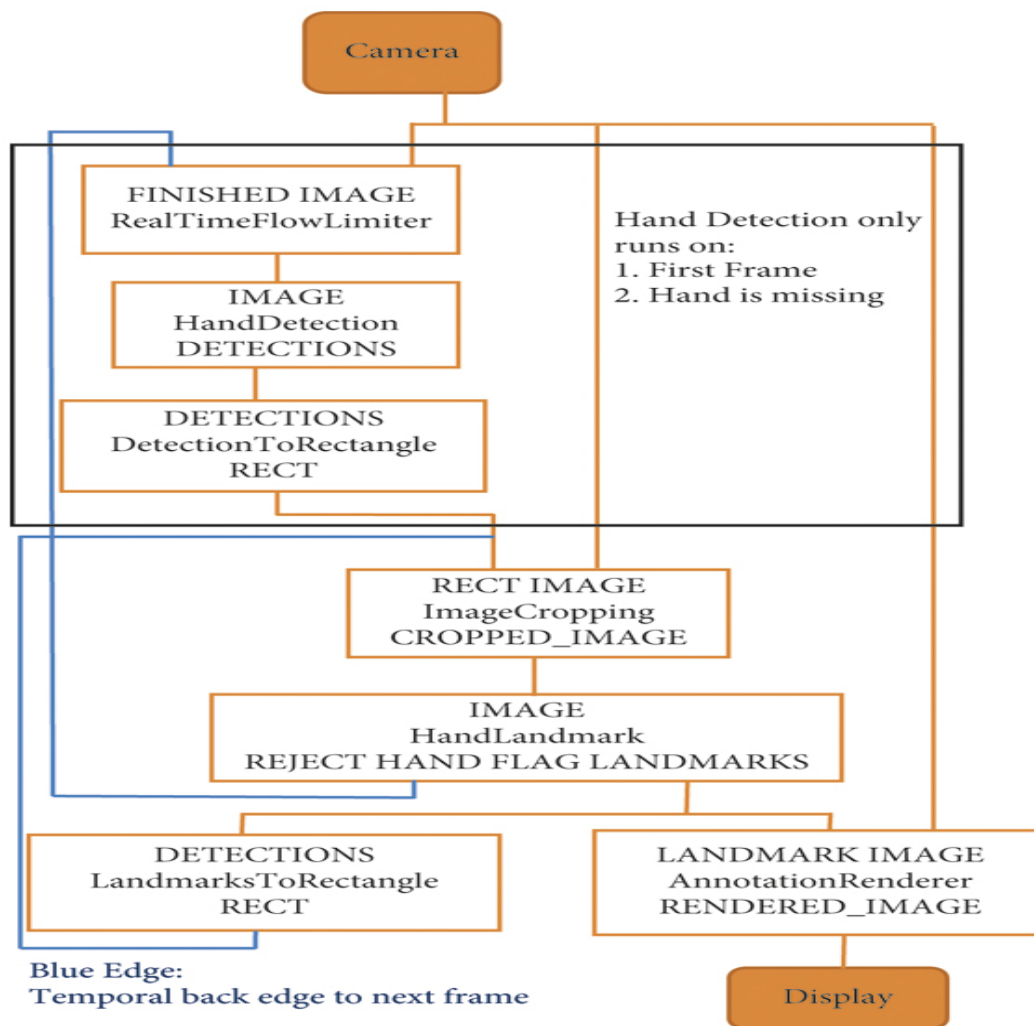 Camera
FINISHED IMAGE
RealTimeFlowLimiter
Hand Detection only
runs on:
1. First Frame
2. Hand is missing
IMAGE
HandDetection
DETECTIONS
DETECTIONS
DetectionToRectangle
RECT
RECT IMAGE
ImageCropping
CROPPED_IMAGE
IMAGE
HandLandmark
REJECT HAND FLAG LANDMARKS
DETECTIONS
LandmarksToRectangle
RECT
LANDMARK IMAGE
AnnotationRenderer
RENDERED_IMAGE
Blue Edge:
Temporal back edge to next frame
Display